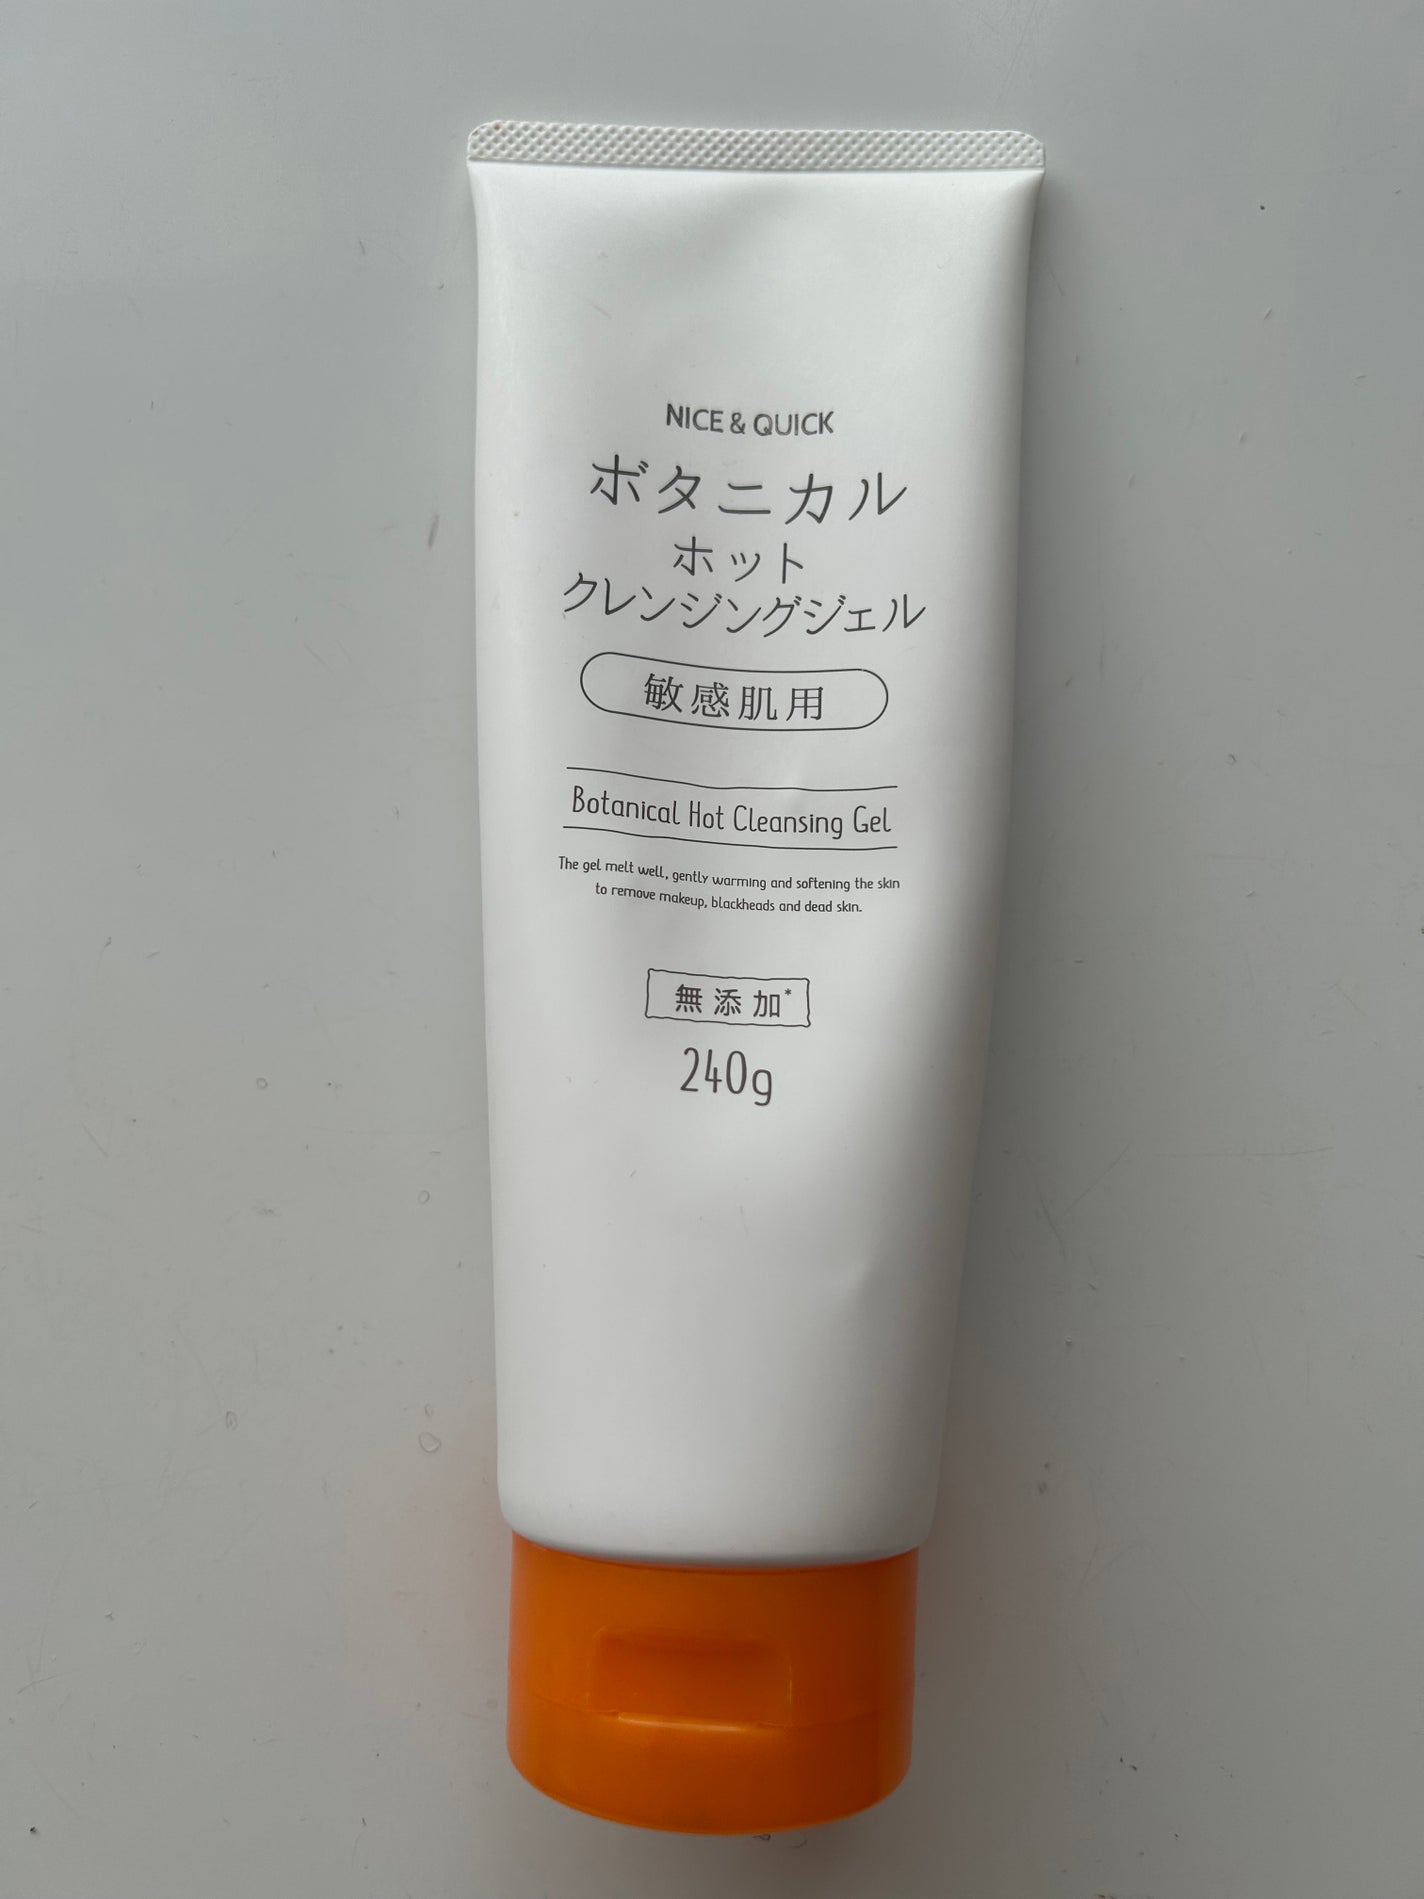 NICE & QUICK
ボタニカル
ホット
クレンジングジェル
敏感肌用
Botanical Hot Cleansing Gel
The gel melt well, gently warming and softening the skin
to remove makeup, blackheads and dead skin.
無添加*
240g